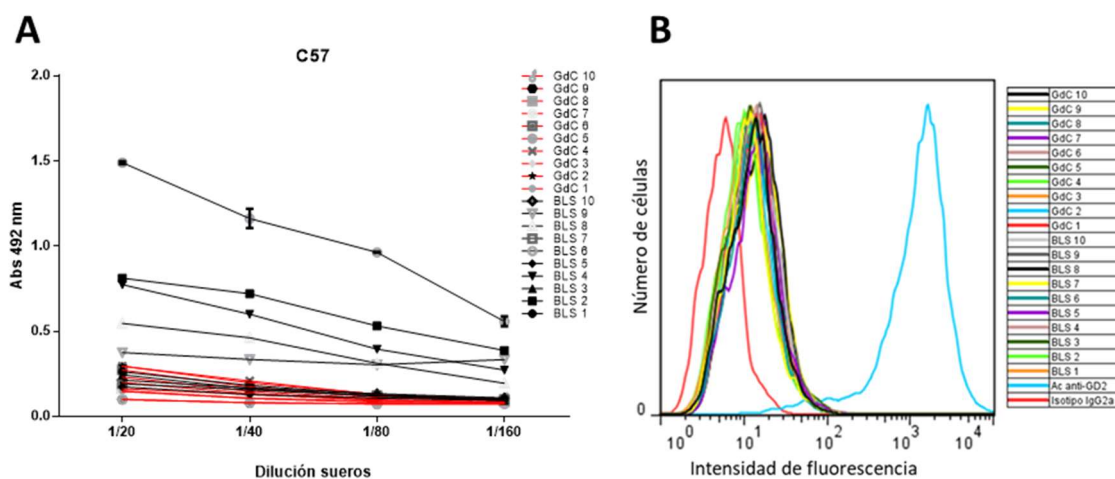 A
C57
Abs 492 nm
2.0
1.5
1.0
0.5
0.0
1/20
1/40
1/80
1/160
Dilución sueros
GdC 10
GdC 9
GdC 8
GdC 7
GdC 6
GdC 5
GdC 4
GdC 3
GdC 2
GdC 1
BLS 10
BLS 9
BLS 8
BLS 7
BLS 6
BLS 5
BLS 4
BLS 3
BLS 2
BLS 1
B
Número de células
0
10⁰
10¹
10²
10³
10⁴
Intensidad de fluorescencia
GdC 10
GdC 9
GdC 8
GdC 7
GdC 6
GdC 5
GdC 4
GdC 3
GdC 2
GdC 1
BLS 10
BLS 9
BLS 8
BLS 7
BLS 6
BLS 5
BLS 4
BLS 3
BLS 2
BLS 1
Ac anti-GD2
Isotipo IgG2a